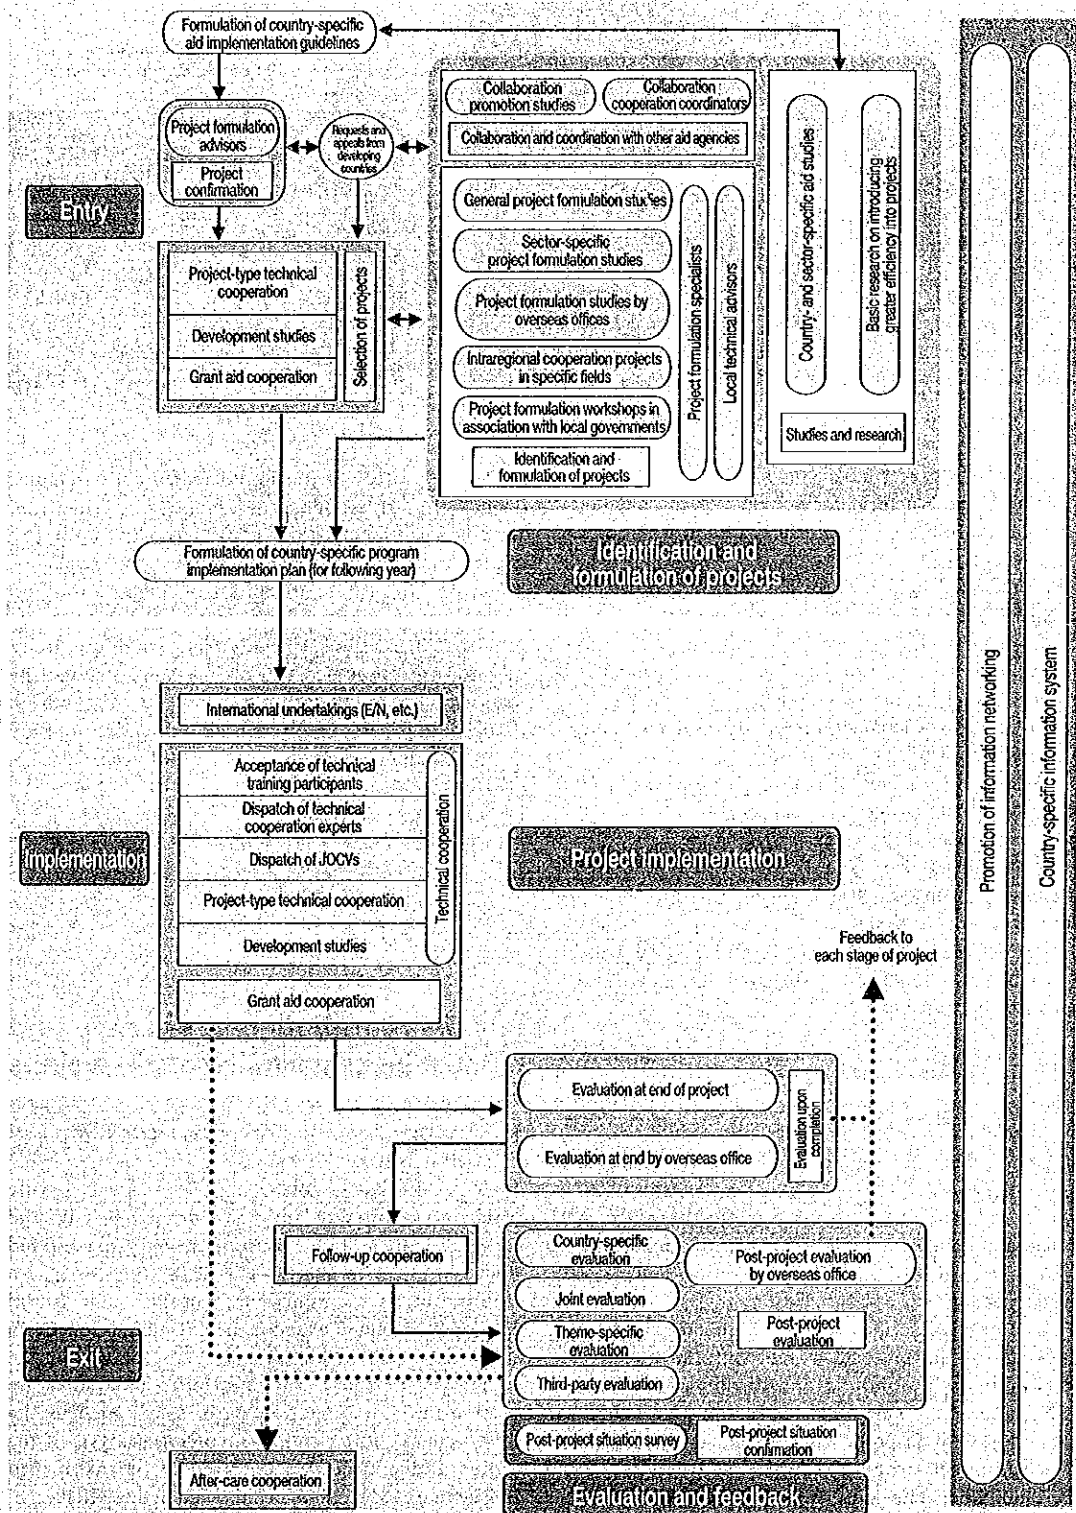 Formulation of country-specific
aid implementation guidelines
Project formulation
advisors
Project
confirmation
Requests and
appeals from
developing
countries
Collaboration
promotion studies
Collaboration
cooperation coordinators
Collaboration and coordination with other aid agencies
Entry
Project-type technical
cooperation
Development studies
Grant aid cooperation
Selection of projects
General project formulation studies
Sector-specific
project formulation studies
Project formulation studies by
overseas offices
Intraregional cooperation projects
in specific fields
Project formulation workshops in
association with local governments
Identification and
formulation of projects
Project formulation specialists
Local technical advisors
Country- and sector-specific aid studies
Basic research on introducing
greater efficiency into projects
Studies and research
Formulation of country-specific program
implementation plan (for following year)
Identification and
formulation of projects
International undertakings (E/N, etc.)
Acceptance of technical
training participants
Dispatch of technical
cooperation experts
Dispatch of JOCVs
Project-type technical cooperation
Development studies
Technical cooperation
Grant aid cooperation
Implementation
Project implementation
Feedback to
each stage of project
Evaluation at end of project
Evaluation at end by overseas office
Evaluation upon
completion
Follow-up cooperation
Country-specific
evaluation
Joint evaluation
Theme-specific
evaluation
Third-party evaluation
Post-project evaluation
by overseas office
Post-project
evaluation
Exit
Post-project situation survey
Post-project situation
confirmation
After-care cooperation
Evaluation and feedback
Promotion of information networking
Country-specific information system